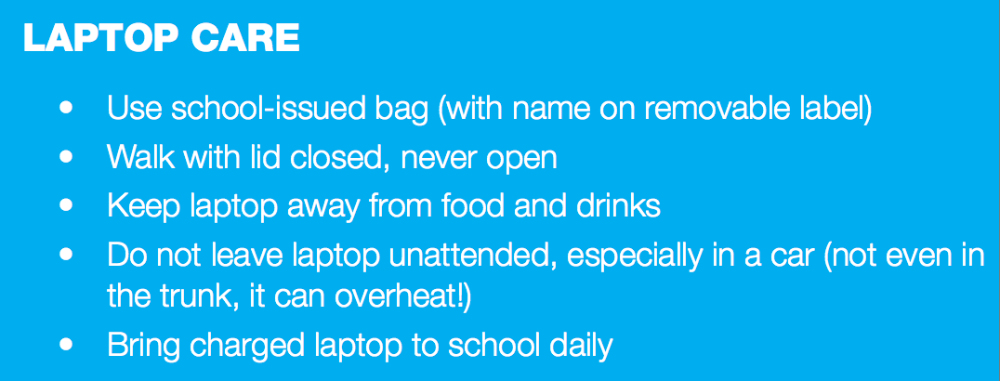 LAPTOP CARE
• Use school-issued bag (with name on removable label)
• Walk with lid closed, never open
• Keep laptop away from food and drinks
• Do not leave laptop unattended, especially in a car (not even in
the trunk, it can overheat!)
• Bring charged laptop to school daily